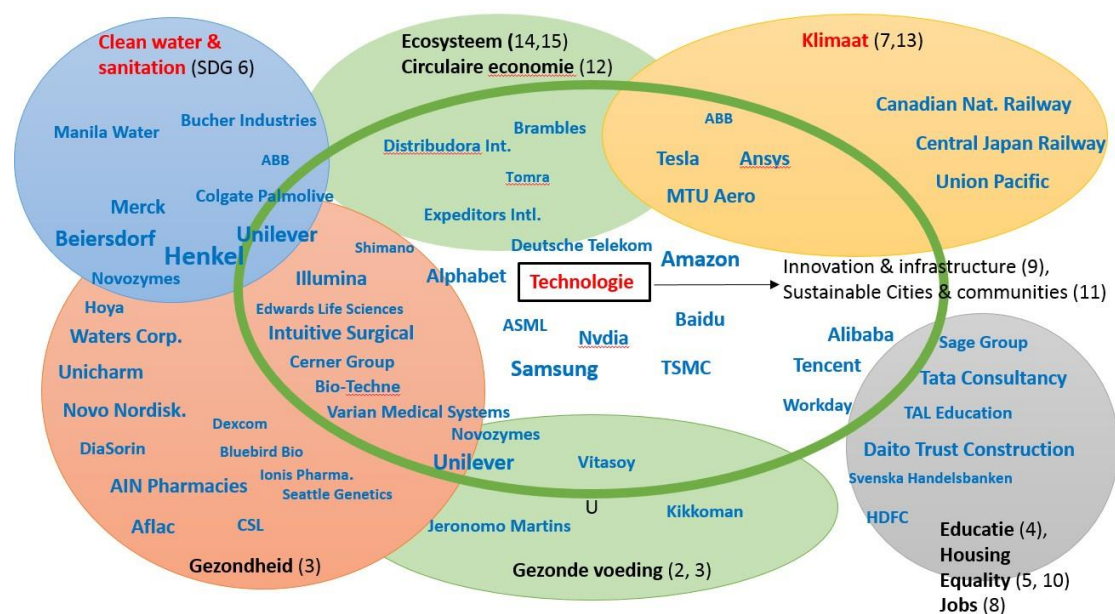 Clean water &
sanitation (SDG 6)
Manila Water
Bucher Industries
ABB
Colgate Palmolive
Merck
Beiersdorf
Unilever
Henkel
Novozymes
Ecosysteem (14,15)
Circulaire economie (12)
Brambles
Distribudora Int.
Tomra
Expeditors Intl.
Klimaat (7,13)
ABB
Canadian Nat. Railway
Tesla
Ansys
Central Japan Railway
MTU Aero
Union Pacific
Deutsche Telekom
Alphabet
Amazon
Technologie
Innovation & infrastructure (9),
Sustainable Cities & communities (11)
ASML
Nvdia
Baidu
Samsung
TSMC
Alibaba
Tencent
Workday
Shimano
Illumina
Hoya
Edwards Life Sciences
Waters Corp.
Intuitive Surgical
Unicharm
Cerner Group
Bio-Techne
Novo Nordisk.
Varian Medical Systems
Dexcom
DiaSorin
Bluebird Bio
Ionis Pharma.
AIN Pharmacies
Seattle Genetics
Aflac
CSL
Gezondheid (3)
Novozymes
Unilever
Vitasoy
U
Jeronomo Martins
Kikkoman
Gezonde voeding (2, 3)
Sage Group
Tata Consultancy
TAL Education
Daito Trust Construction
Svenska Handelsbanken
HDFC
Educatie (4),
Housing
Equality (5, 10)
Jobs (8)